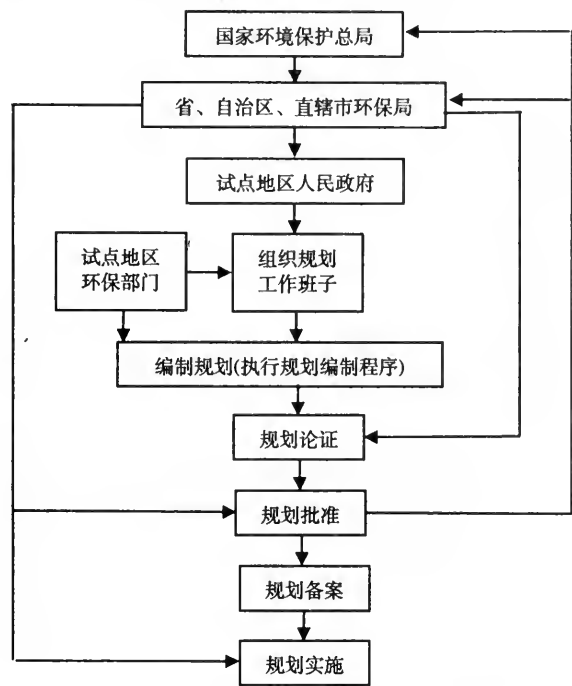 国家环境保护总局
省、自治区、直辖市环保局
试点地区人民政府
试点地区
环保部门
组织规划
工作班子
编制规划(执行规划编制程序)
规划论证
规划批准
规划备案
规划实施